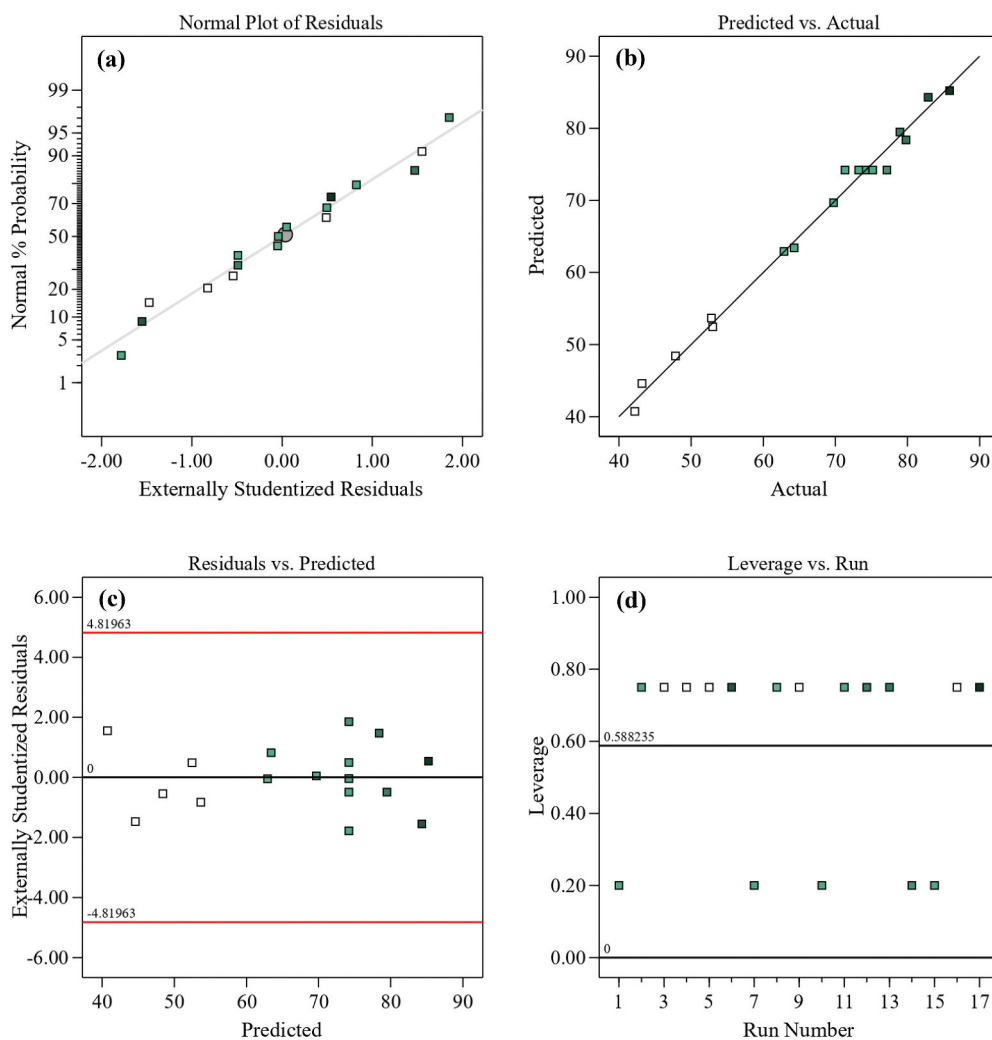 Normal Plot of Residuals
(a)
Normal % Probability
99
95
90
70
50
20
10
5
1
-2.00 -1.00 0.00 1.00 2.00
Externally Studentized Residuals
Predicted vs. Actual
(b)
Predicted
90
80
70
60
50
40
40 50 60 70 80 90
Actual
Residuals vs. Predicted
(c)
Externally Studentized Residuals
6.00
4.81963
4.00
2.00
0.00
0
-2.00
-4.00
-4.81963
-6.00
40 50 60 70 80 90
Predicted
Leverage vs. Run
(d)
Leverage
1.00
0.80
0.60
0.588235
0.40
0.20
0.00
0
1 3 5 7 9 11 13 15 17
Run Number